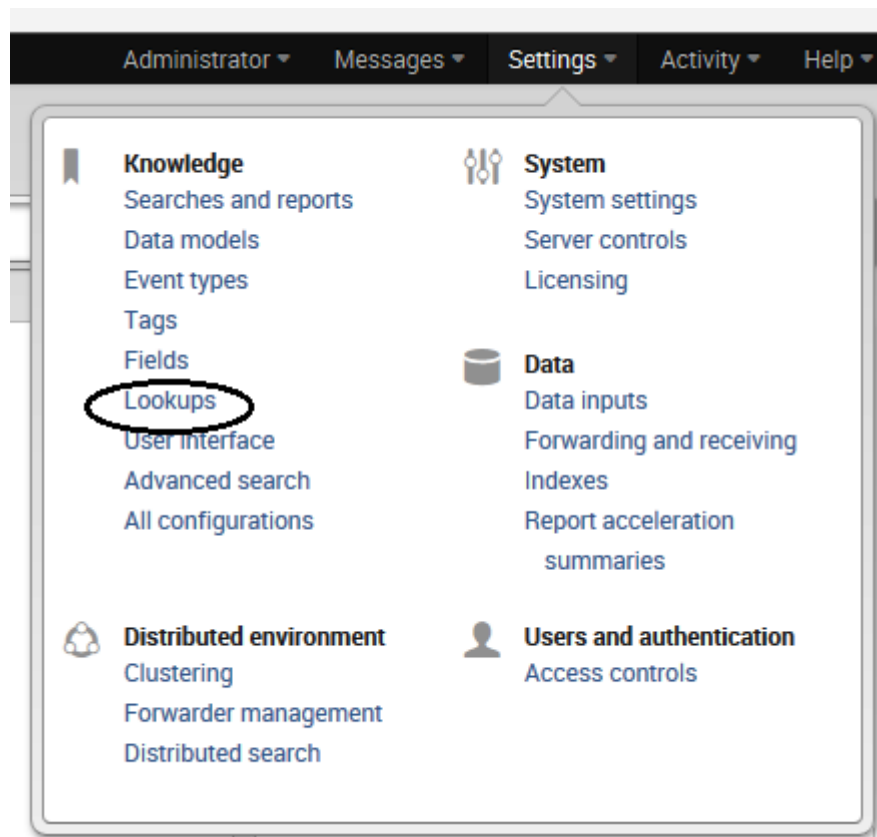 Administrator Messages Settings Activity Help
Knowledge
Searches and reports
Data models
Event types
Tags
Fields
Lookups
User interface
Advanced search
All configurations
System
System settings
Server controls
Licensing
Data
Data inputs
Forwarding and receiving
Indexes
Report acceleration
summaries
Distributed environment
Clustering
Forwarder management
Distributed search
Users and authentication
Access controls